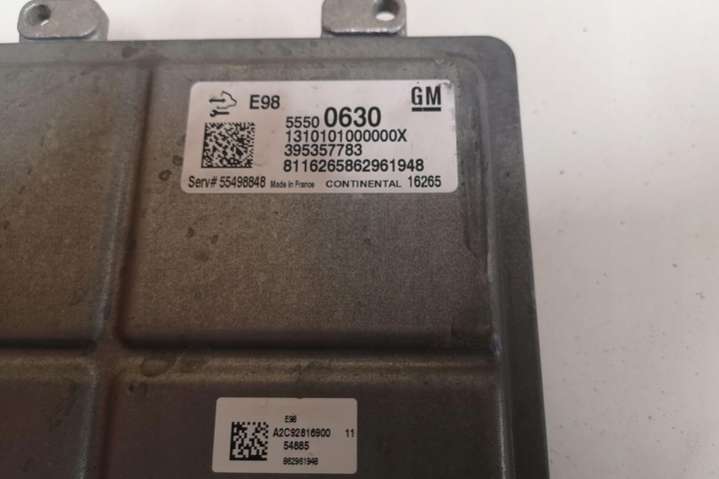 E98 GM
5550 0630
1310101000000X
395357783
8116265862961948
Serv# 55498848 Made in France CONTINENTAL 16265
E98
A2C92816900 11
54885
862961948